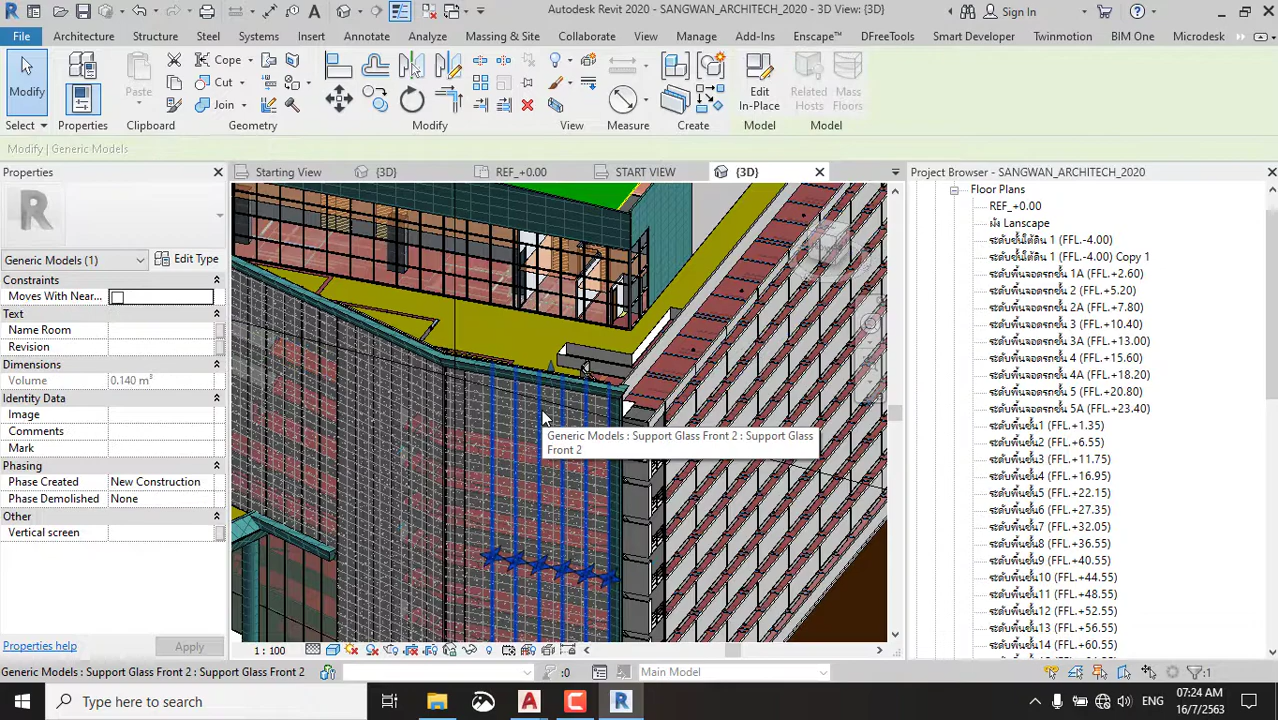 Autodesk Revit 2020 - SANGWAN_ARCHITECH_2020 - 3D View: {3D}
Sign In
File
Architecture
Structure
Steel
Systems
Insert
Annotate
Analyze
Massing & Site
Collaborate
View
Manage
Add-Ins
Enscape™
DFreeTools
Smart Developer
Twinmotion
BIM One
Microdesk
Modify
Paste
Cope
Cut
Join
Edit
In-Place
Related
Hosts
Mass
Floors
Select
Properties
Clipboard
Geometry
Modify
View
Measure
Create
Model
Model
Modify | Generic Models
Properties
Starting View
{3D}
REF_+0.00
START VIEW
{3D}
Project Browser - SANGWAN_ARCHITECH_2020
Generic Models (1)
Edit Type
Constraints
Moves With Near...
Text
Name Room
Revision
Dimensions
Volume 0.140 m³
Identity Data
Image
Comments
Mark
Phasing
Phase Created New Construction
Phase Demolished None
Other
Vertical screen
Properties help
Apply
Generic Models : Support Glass Front 2 : Support Glass
Front 2
Floor Plans
REF_+0.00
ผัง Lanscape
ระดับชั้นใต้ดิน 1 (FFL.-4.00)
ระดับชั้นใต้ดิน 1 (FFL.-4.00) Copy 1
ระดับพื้นจอดรถชั้น 1A (FFL.+2.60)
ระดับพื้นจอดรถชั้น 2 (FFL.+5.20)
ระดับพื้นจอดรถชั้น 2A (FFL.+7.80)
ระดับพื้นจอดรถชั้น 3 (FFL.+10.40)
ระดับพื้นจอดรถชั้น 3A (FFL.+13.00)
ระดับพื้นจอดรถชั้น 4 (FFL.+15.60)
ระดับพื้นจอดรถชั้น 4A (FFL.+18.20)
ระดับพื้นจอดรถชั้น 5 (FFL.+20.80)
ระดับพื้นจอดรถชั้น 5A (FFL.+23.40)
ระดับพื้นชั้น1 (FFL.+1.35)
ระดับพื้นชั้น2 (FFL.+6.55)
ระดับพื้นชั้น3 (FFL.+11.75)
ระดับพื้นชั้น4 (FFL.+16.95)
ระดับพื้นชั้น5 (FFL.+22.15)
ระดับพื้นชั้น6 (FFL.+27.35)
ระดับพื้นชั้น7 (FFL.+32.05)
ระดับพื้นชั้น8 (FFL.+36.55)
ระดับพื้นชั้น9 (FFL.+40.55)
ระดับพื้นชั้น10 (FFL.+44.55)
ระดับพื้นชั้น11 (FFL.+48.55)
ระดับพื้นชั้น12 (FFL.+52.55)
ระดับพื้นชั้น13 (FFL.+56.55)
ระดับพื้นชั้น14 (FFL.+60.55)
1 : 100
Generic Models : Support Glass Front 2 : Support Glass Front 2
:0
Main Model
:1
Type here to search
ENG
07:24 AM
16/7/2563